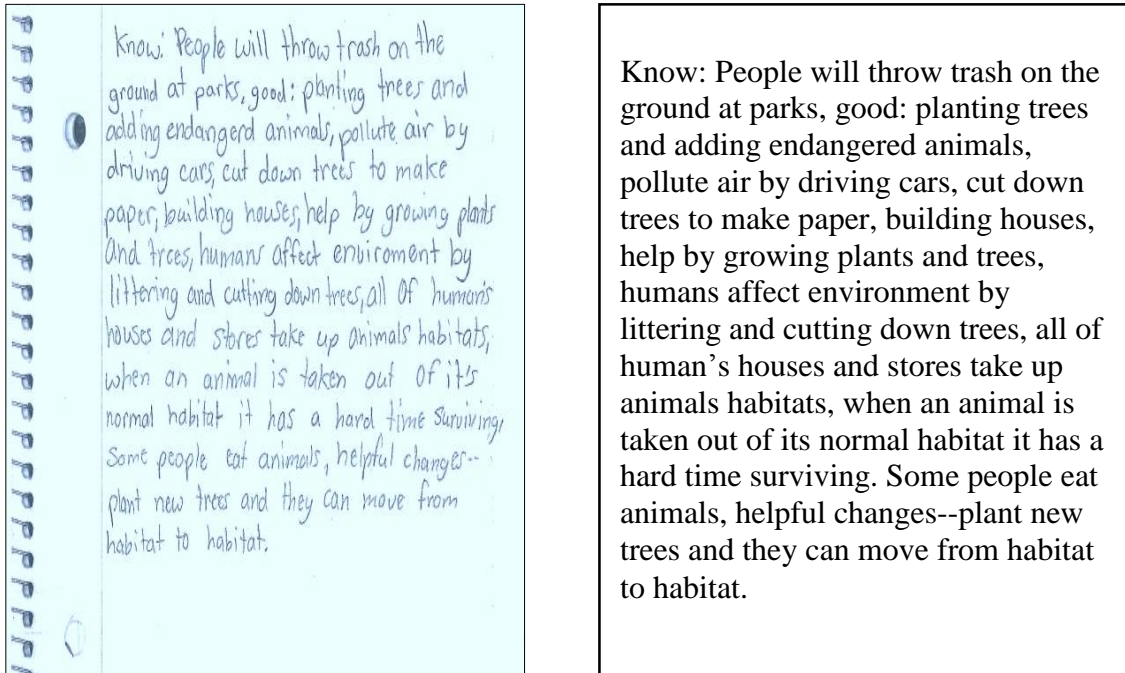 Know: People will throw trash on the
ground at parks, good: planting trees and
adding endangerd animals, pollute air by
driving cars, cut down trees to make
paper, building houses, help by growing plants
and trees, humans affect enviroment by
littering and cutting down trees, all of human's
houses and stores take up animals habitats,
when an animal is taken out of it's
normal habitat it has a hard time surviving,
Some people eat animals, helpful changes--
plant new trees and they can move from
habitat to habitat.
Know: People will throw trash on the
ground at parks, good: planting trees
and adding endangered animals,
pollute air by driving cars, cut down
trees to make paper, building houses,
help by growing plants and trees,
humans affect environment by
littering and cutting down trees, all of
human’s houses and stores take up
animals habitats, when an animal is
taken out of its normal habitat it has a
hard time surviving. Some people eat
animals, helpful changes--plant new
trees and they can move from habitat
to habitat.